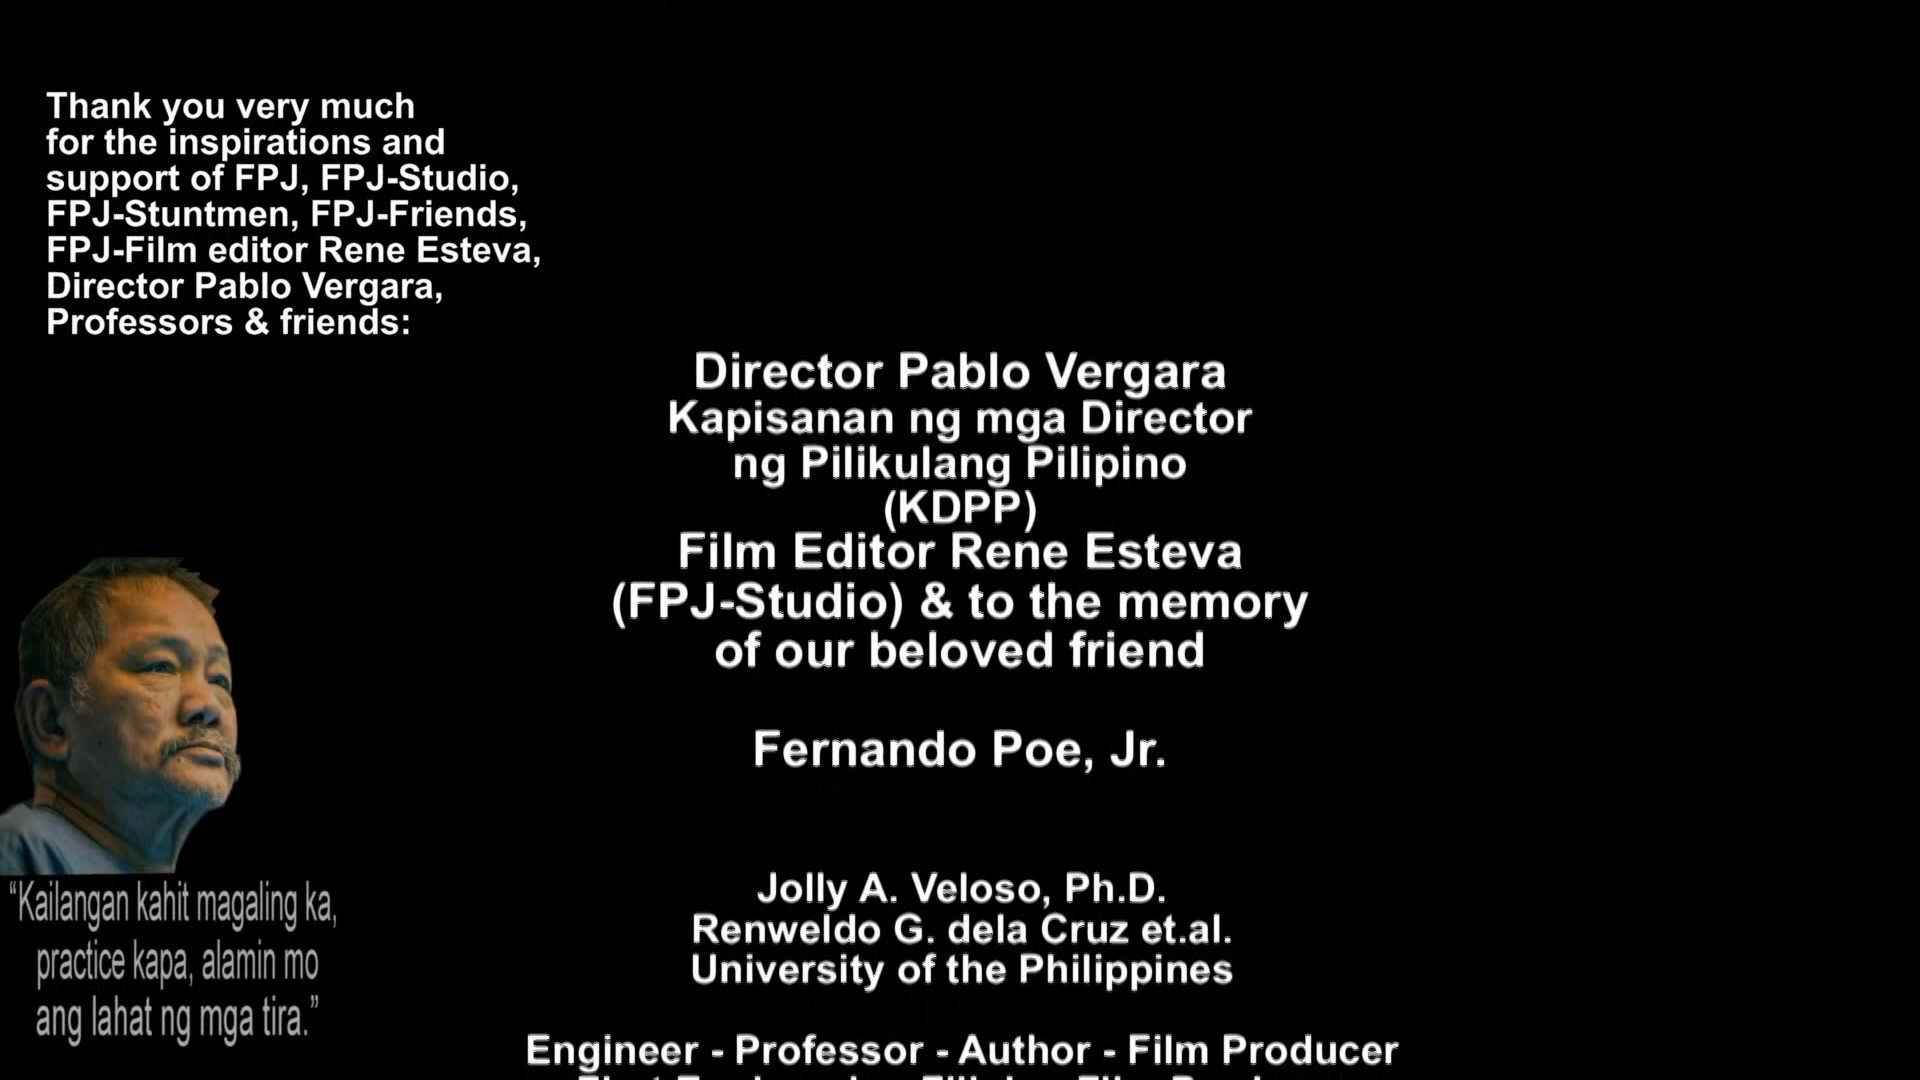 Thank you very much
for the inspirations and
support of FPJ, FPJ-Studio,
FPJ-Stuntmen, FPJ-Friends,
FPJ-Film editor Rene Esteva,
Director Pablo Vergara,
Professors & friends:
Director Pablo Vergara
Kapisanan ng mga Director
ng Pilikulang Pilipino
(KDPP)
Film Editor Rene Esteva
(FPJ-Studio) & to the memory
of our beloved friend
Fernando Poe, Jr.
Jolly A. Veloso, Ph.D.
Renweldo G. dela Cruz et.al.
University of the Philippines
Engineer - Professor - Author - Film Producer
“Kailangan kahit magaling ka,
practice kapa, alamin mo
ang lahat ng mga tira.”